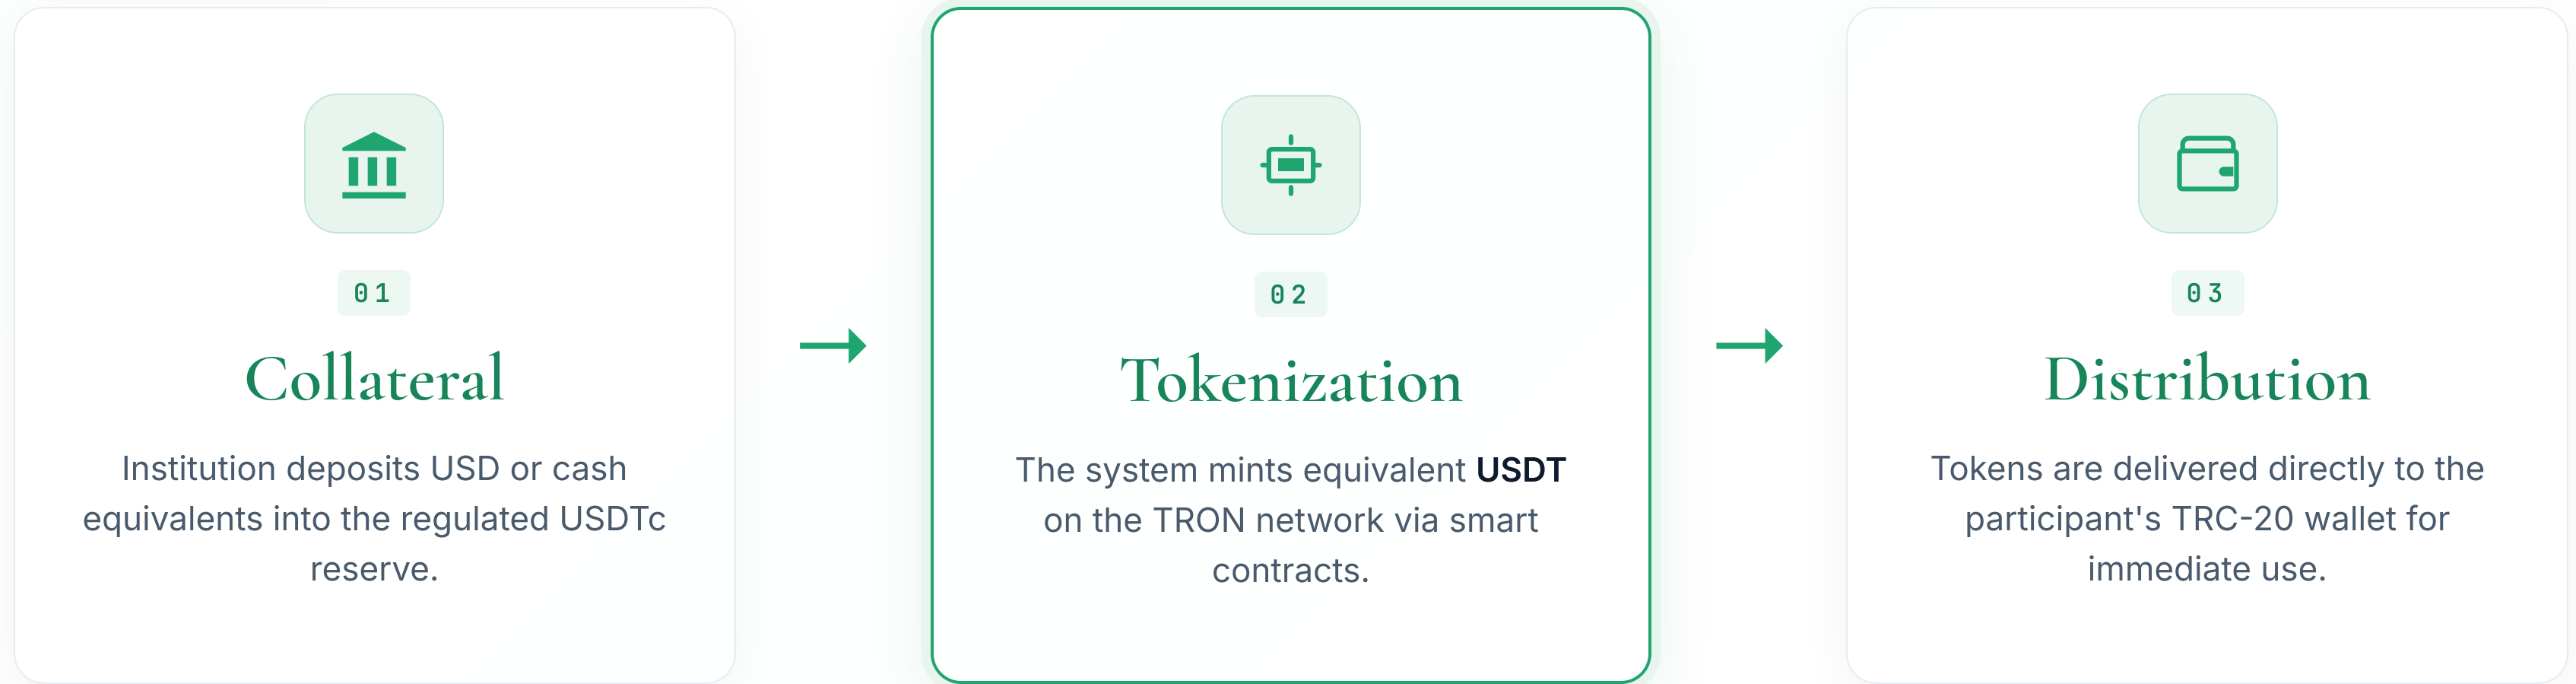 01
Collateral
Institution deposits USD or cash
equivalents into the regulated USDTc
reserve.
02
Tokenization
The system mints equivalent USDT
on the TRON network via smart
contracts.
03
Distribution
Tokens are delivered directly to the
participant's TRC-20 wallet for
immediate use.